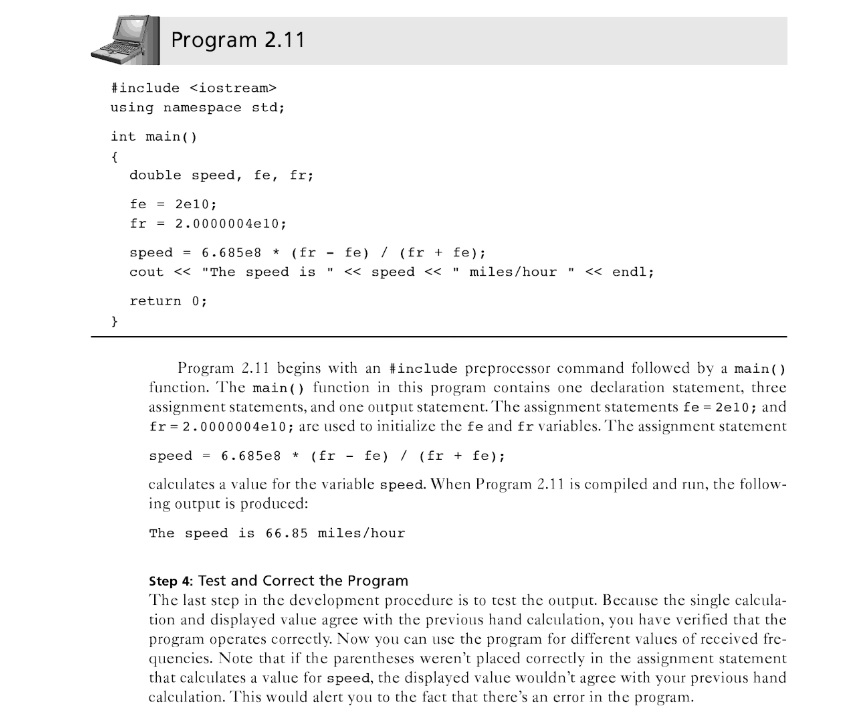 Program 2.11
#include <iostream>
using namespace std;
int main()
{
double speed, fe, fr;
fe = 2e10;
fr = 2.0000004e10;
speed = 6.685e8 * (fr - fe) / (fr + fe);
cout << "The speed is " << speed << " miles/hour " << endl;
return 0;
}
Program 2.11 begins with an #include preprocessor command followed by a main()
function. The main() function in this program contains one declaration statement, three
assignment statements, and one output statement. The assignment statements fe = 2e10; and
fr = 2.0000004e10; are used to initialize the fe and fr variables. The assignment statement
speed = 6.685e8 * (fr - fe) / (fr + fe);
calculates a value for the variable speed. When Program 2.11 is compiled and run, the follow-
ing output is produced:
The speed is 66.85 miles/hour
Step 4: Test and Correct the Program
The last step in the development procedure is to test the output. Because the single calcula-
tion and displayed value agree with the previous hand calculation, you have verified that the
program operates correctly. Now you can use the program for different values of received fre-
quencies. Note that if the parentheses weren't placed correctly in the assignment statement
that calculates a value for speed, the displayed value wouldn't agree with your previous hand
calculation. This would alert you to the fact that there's an error in the program.